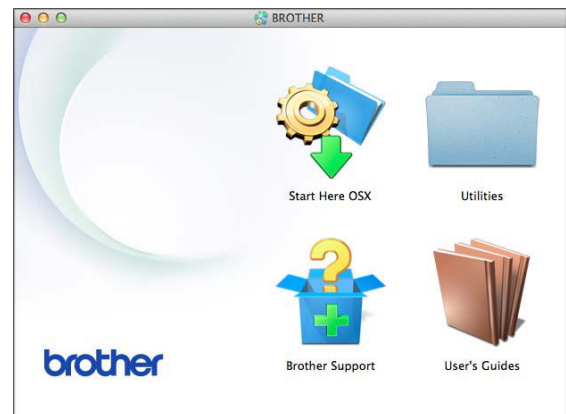 BROTHER
Start Here OSX
Utilities
Brother Support
User's Guides
brother